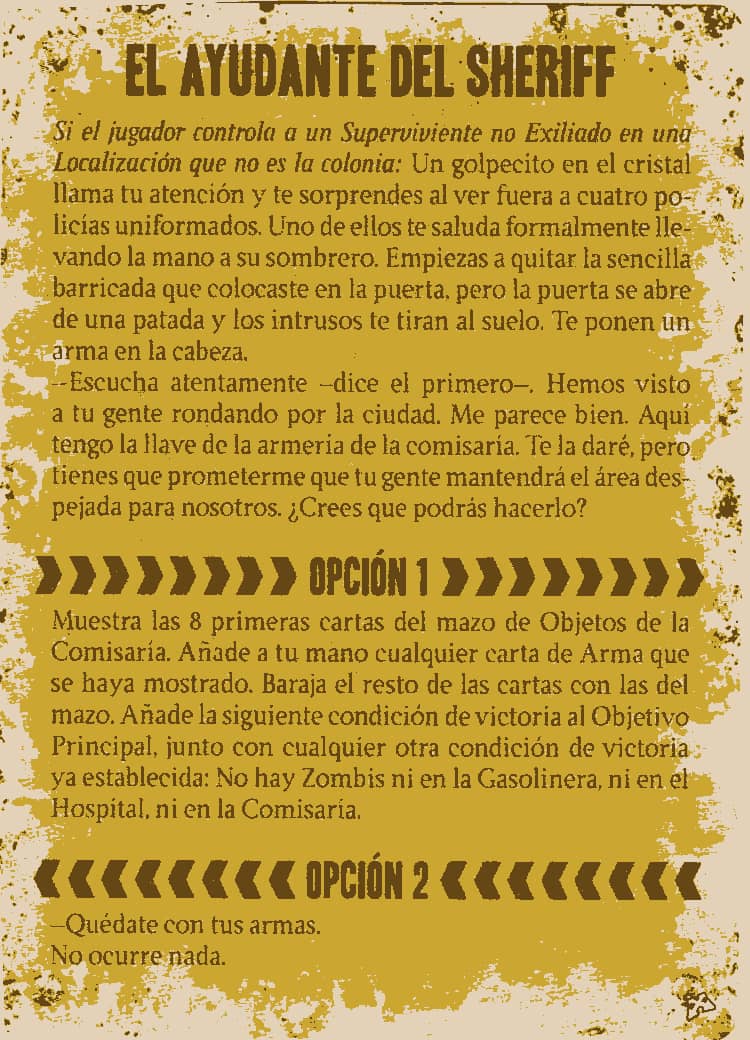 EL AYUDANTE DEL SHERIFF
Si el jugador controla a un Superviviente no Exiliado en una
Localización que no es la colonia: Un golpecito en el cristal
llama tu atención y te sorprendes al ver fuera a cuatro po-
licías uniformados. Uno de ellos te saluda formalmente lle-
vando la mano a su sombrero. Empiezas a quitar la sencilla
barricada que colocaste en la puerta, pero la puerta se abre
de una patada y los intrusos te tiran al suelo. Te ponen un
arma en la cabeza.
–Escucha atentamente –dice el primero–. Hemos visto
a tu gente rondando por la ciudad. Me parece bien. Aquí
tengo la llave de la armería de la comisaría. Te la daré, pero
tienes que prometerme que tu gente mantendrá el área des-
pejada para nosotros. ¿Crees que podrás hacerlo?
OPCIÓN 1
Muestra las 8 primeras cartas del mazo de Objetos de la
Comisaría. Añade a tu mano cualquier carta de Arma que
se haya mostrado. Baraja el resto de las cartas con las del
mazo. Añade la siguiente condición de victoria al Objetivo
Principal, junto con cualquier otra condición de victoria
ya establecida: No hay Zombis ni en la Gasolinera, ni en el
Hospital, ni en la Comisaría.
OPCIÓN 2
–Quédate con tus armas.
No ocurre nada.